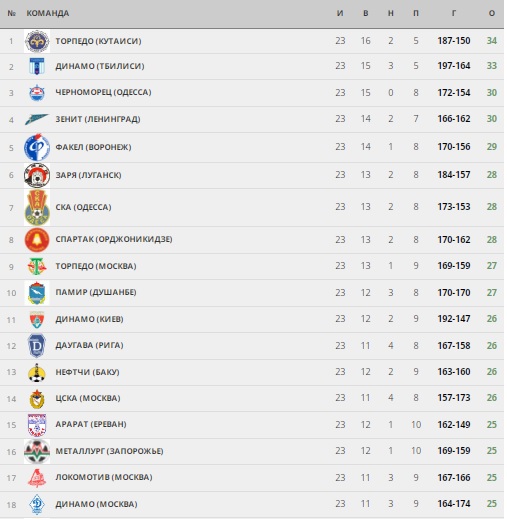 № КОМАНДА И В Н П Г О
1 ТОРПЕДО (КУТАИСИ) 23 16 2 5 187-150 34
2 ДИНАМО (ТБИЛИСИ) 23 15 3 5 197-164 33
3 ЧЕРНОМОРЕЦ (ОДЕССА) 23 15 0 8 172-154 30
4 ЗЕНИТ (ЛЕНИНГРАД) 23 14 2 7 166-162 30
5 ФАКЕЛ (ВОРОНЕЖ) 23 14 1 8 170-156 29
6 ЗАРЯ (ЛУГАНСК) 23 13 2 8 184-157 28
7 СКА (ОДЕССА) 23 13 2 8 173-153 28
8 СПАРТАК (ОРДЖОНИКИДЗЕ) 23 13 2 8 170-162 28
9 ТОРПЕДО (МОСКВА) 23 13 1 9 169-159 27
10 ПАМИР (ДУШАНБЕ) 23 12 3 8 170-170 27
11 ДИНАМО (КИЕВ) 23 12 2 9 192-147 26
12 ДАУГАВА (РИГА) 23 11 4 8 167-158 26
13 НЕФТЧИ (БАКУ) 23 12 2 9 163-160 26
14 ЦСКА (МОСКВА) 23 11 4 8 157-173 26
15 АРАРАТ (ЕРЕВАН) 23 12 1 10 162-149 25
16 МЕТАЛЛУРГ (ЗАПОРОЖЬЕ) 23 12 1 10 169-159 25
17 ЛОКОМОТИВ (МОСКВА) 23 11 3 9 167-166 25
18 ДИНАМО (МОСКВА) 23 11 3 9 164-174 25